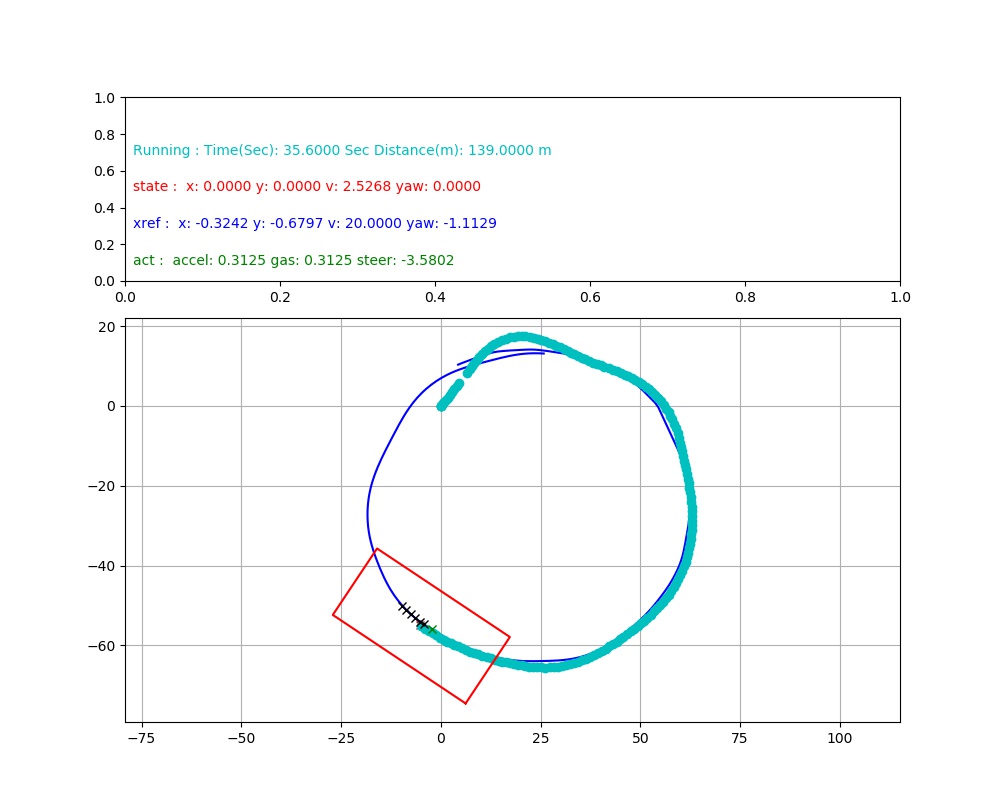 1.0
0.8
Running : Time(Sec): 35.6000 Sec Distance(m): 139.0000 m
0.6
state :  x: 0.0000 y: 0.0000 v: 2.5268 yaw: 0.0000
0.4
xref :  x: -0.3242 y: -0.6797 v: 20.0000 yaw: -1.1129
0.2
act :  accel: 0.3125 gas: 0.3125 steer: -3.5802
0.0
0.0 0.2 0.4 0.6 0.8 1.0
20
0
−20
−40
−60
−75 −50 −25 0 25 50 75 100